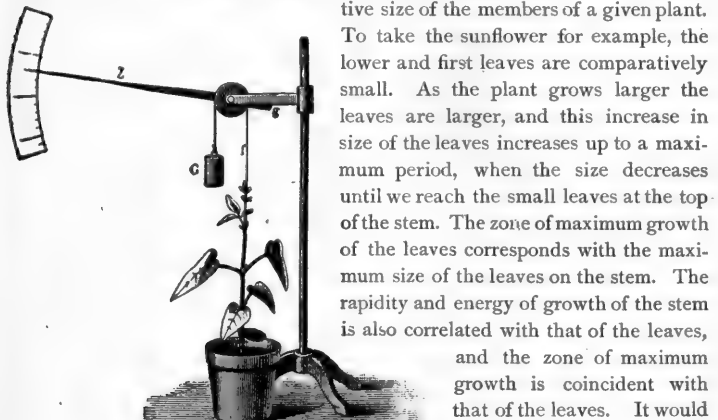 tive size of the members of a given plant.
To take the sunflower for example, the
lower and first leaves are comparatively
small. As the plant grows larger the
leaves are larger, and this increase in
size of the leaves increases up to a maxi-
mum period, when the size decreases
until we reach the small leaves at the top
of the stem. The zone of maximum growth
of the leaves corresponds with the maxi-
mum size of the leaves on the stem. The
rapidity and energy of growth of the stem
is also correlated with that of the leaves,
and the zone of maximum
growth is coincident with
that of the leaves. It would
z
g
G
f